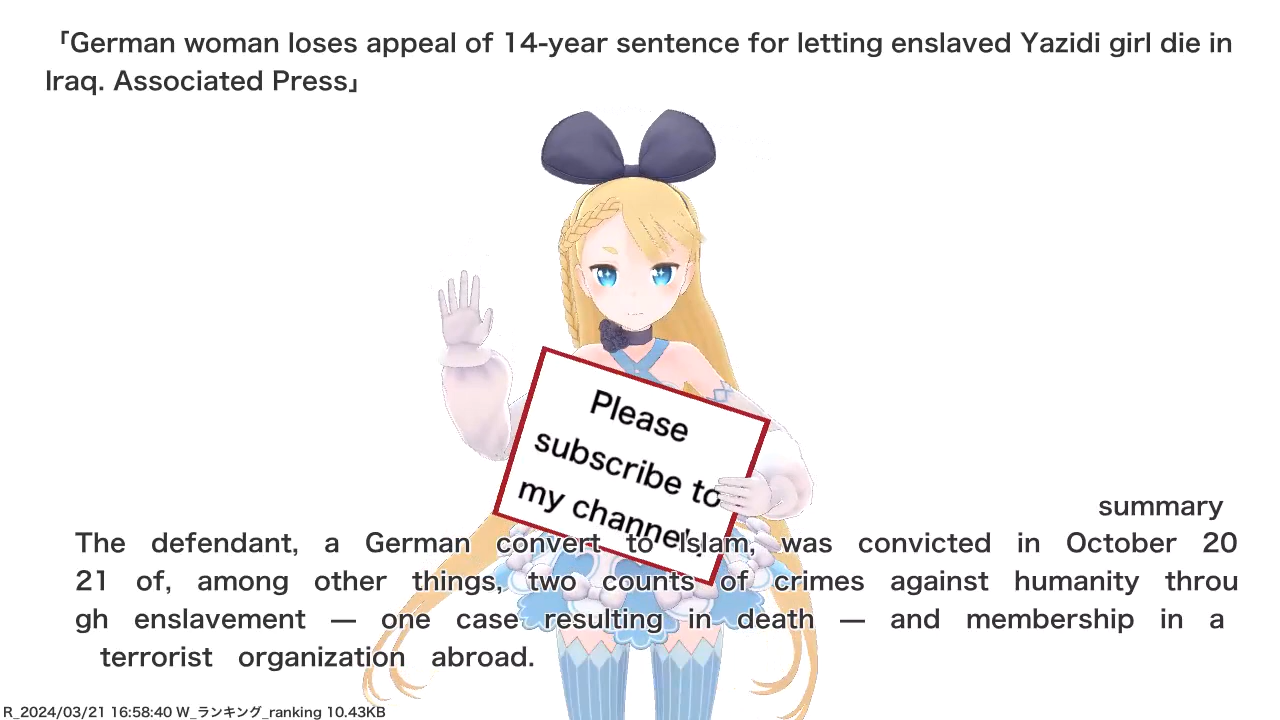 「German woman loses appeal of 14-year sentence for letting enslaved Yazidi girl die in
Iraq. Associated Press」
Please
subscribe to
my channel,
summary
The defendant, a German convert to Islam, was convicted in October 20
21 of, among other things, two counts of crimes against humanity throu
gh enslavement — one case resulting in death — and membership in a
terrorist organization abroad.
R_2024/03/21 16:58:40 W_ランキング_ranking 10.43KB